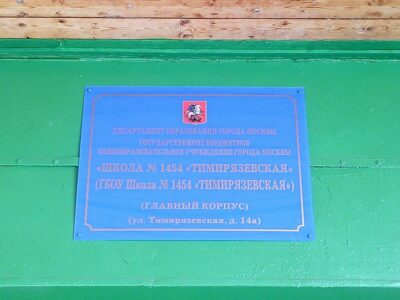 ДЕПАРТАМЕНТ ОБРАЗОВАНИЯ ГОРОДА МОСКВЫ
ГОСУДАРСТВЕННОЕ БЮДЖЕТНОЕ
ОБЩЕОБРАЗОВАТЕЛЬНОЕ УЧРЕЖДЕНИЕ ГОРОДА МОСКВЫ
«ШКОЛА № 1454 «ТИМИРЯЗЕВСКАЯ»
(ГБОУ Школа № 1454 «ТИМИРЯЗЕВСКАЯ»)
(ГЛАВНЫЙ КОРПУС)
(ул. Тимирязевская, д. 14а)